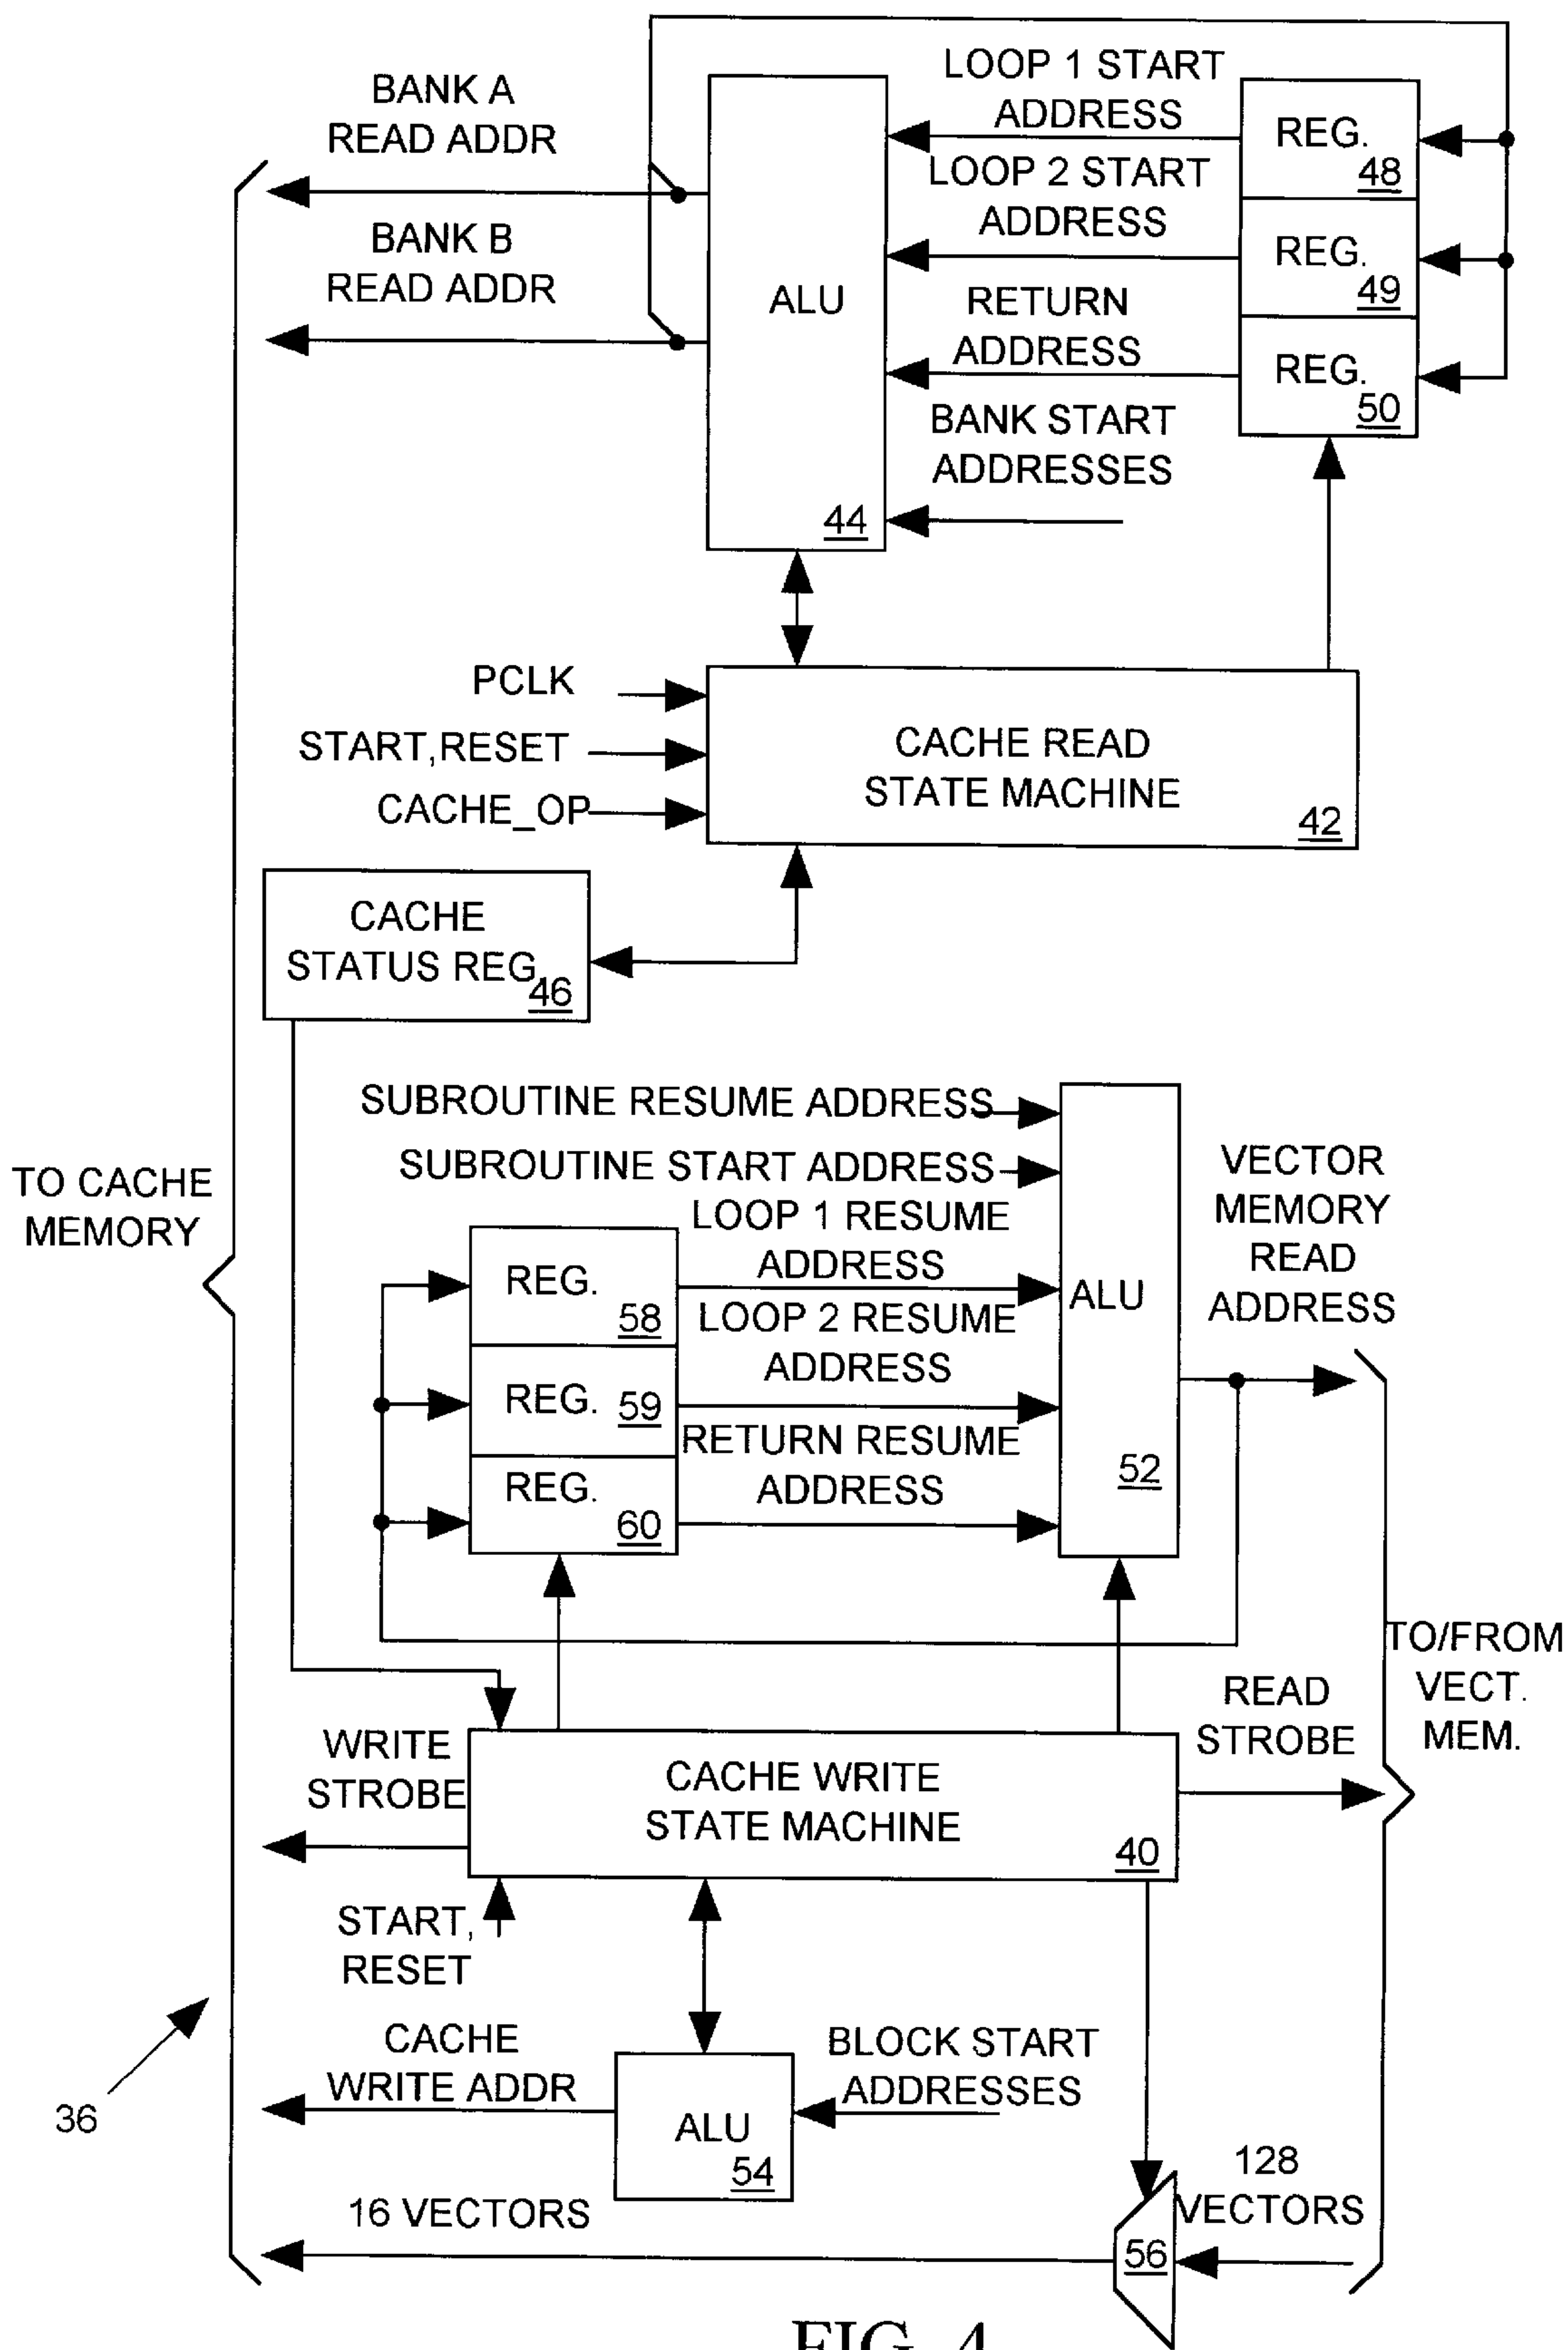 BANK A
READ ADDR
BANK B
READ ADDR
ALU
44
LOOP 1 START
ADDRESS
LOOP 2 START
ADDRESS
RETURN
ADDRESS
BANK START
ADDRESSES
REG.
48
REG.
49
REG.
50
PCLK
START,RESET
CACHE_OP
CACHE READ
STATE MACHINE
42
CACHE
STATUS REG.
46
TO CACHE
MEMORY
SUBROUTINE RESUME ADDRESS
SUBROUTINE START ADDRESS
LOOP 1 RESUME
ADDRESS
LOOP 2 RESUME
ADDRESS
RETURN RESUME
ADDRESS
REG.
58
REG. 59
REG.
60
ALU
52
VECTOR
MEMORY
READ
ADDRESS
TO/FROM
VECT.
MEM.
READ
STROBE
WRITE
STROBE
CACHE WRITE
STATE MACHINE
40
START,
RESET
CACHE
WRITE ADDR
ALU
54
BLOCK START
ADDRESSES
36
16 VECTORS
56
128
VECTORS
FIG. 4